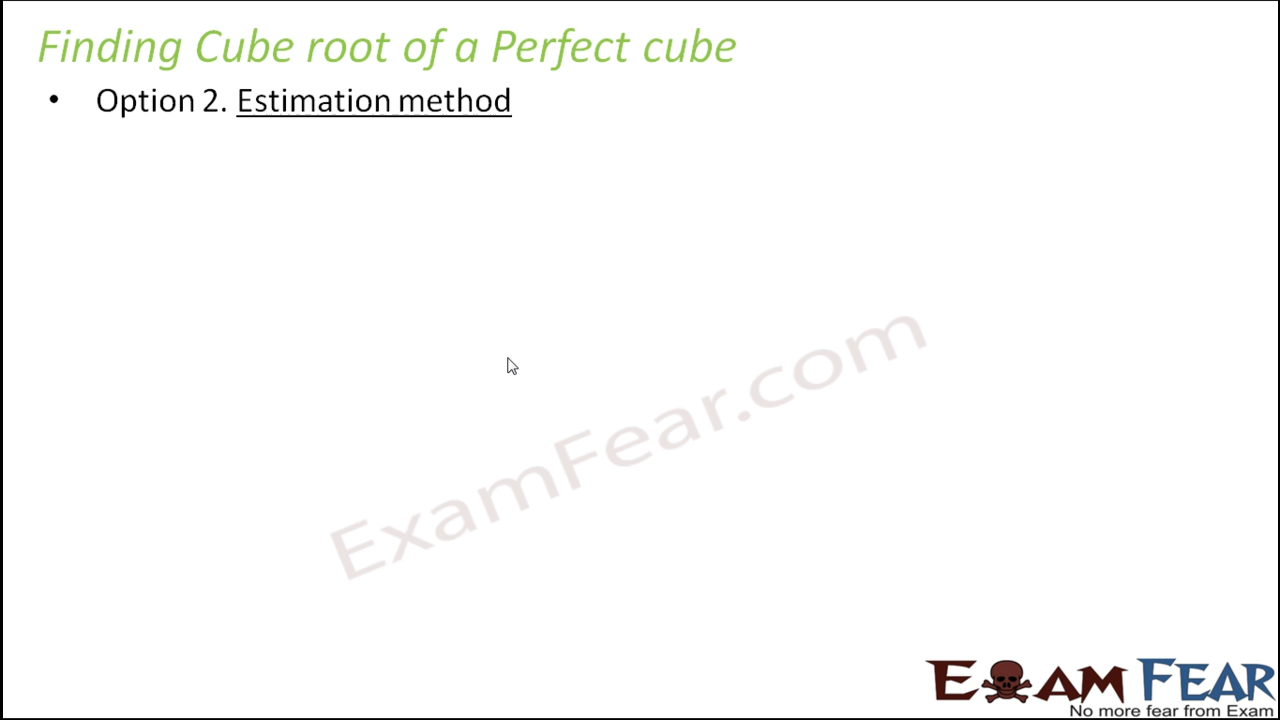 Finding Cube root of a Perfect cube
• Option 2. Estimation method
ExamFear.com
EXAM FEAR
No more fear from Exam